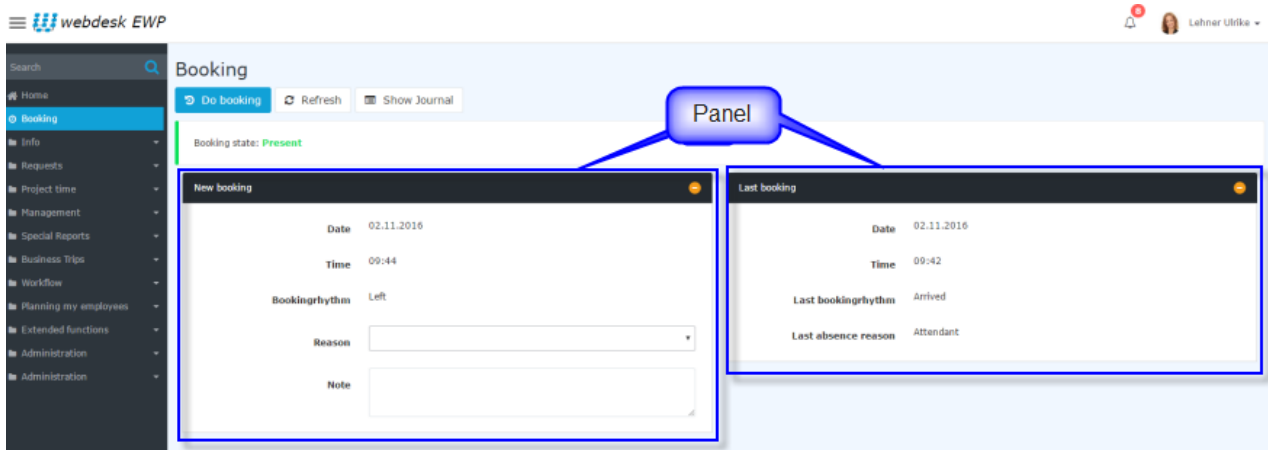 webdesk EWP
8
Lehner Ulrike
Search
Home
Booking
Info
Requests
Project time
Management
Special Reports
Business Trips
Workflow
Planning my employees
Extended functions
Administration
Administration
Booking
Do booking
Refresh
Show Journal
Panel
Booking state: Present
New booking
Date 02.11.2016
Time 09:44
Bookingrhythm Left
Reason
Note
Last booking
Date 02.11.2016
Time 09:42
Last bookingrhythm Arrived
Last absence reason Attendant